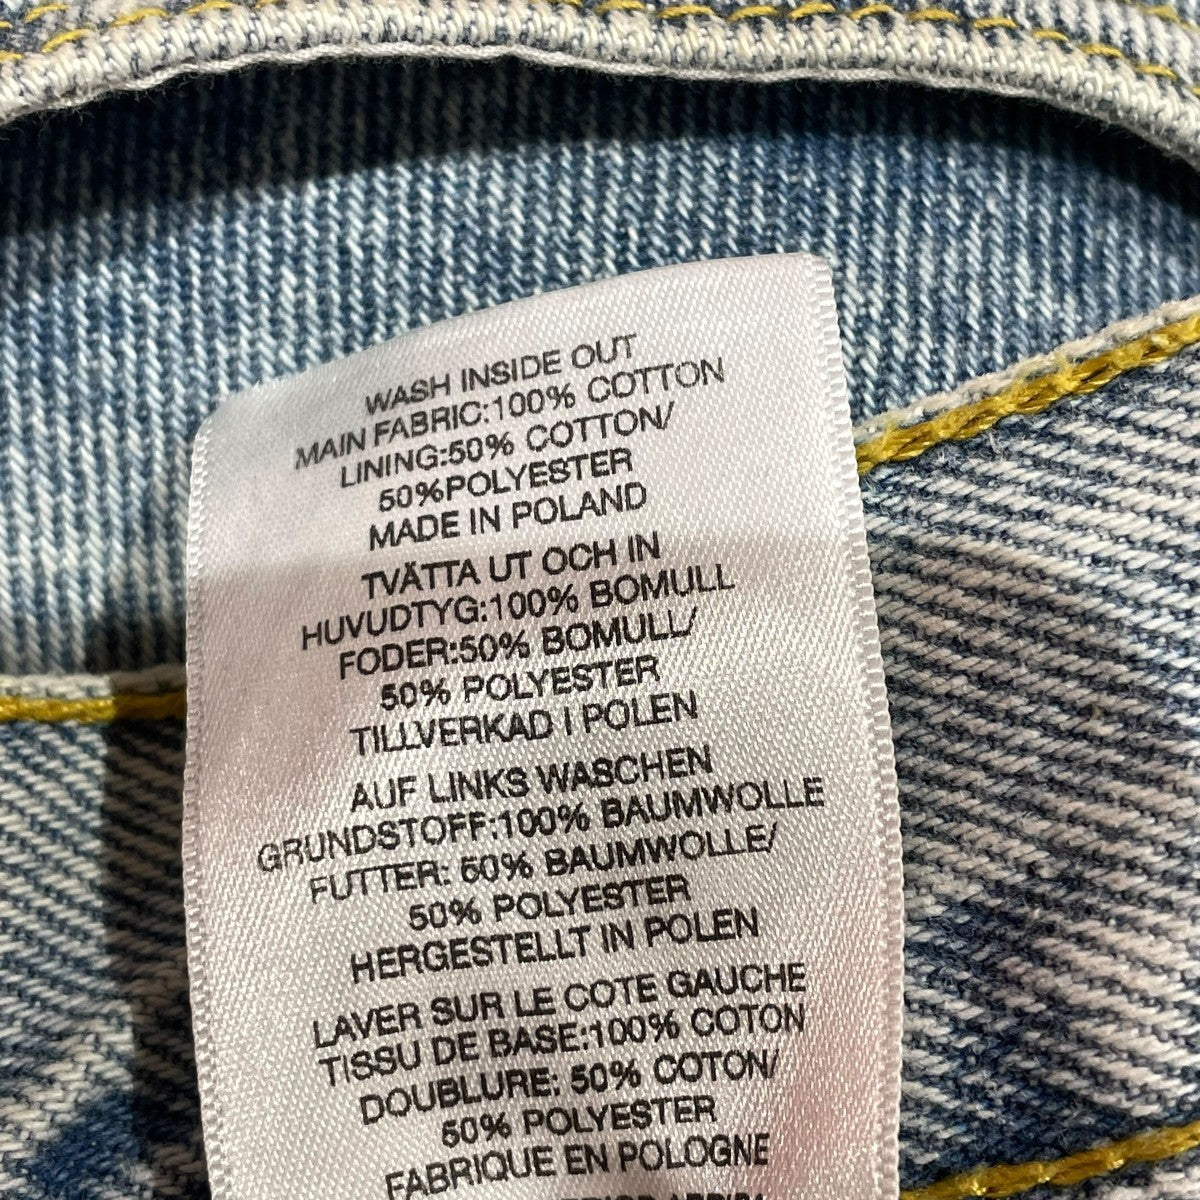 WASH INSIDE OUT
MAIN FABRIC:100% COTTON
LINING:50% COTTON/
50%POLYESTER
MADE IN POLAND
TVÄTTA UT OCH IN
HUVUDTYG:100% BOMULL
FODER:50% BOMULL/
50% POLYESTER
TILLVERKAD I POLEN
AUF LINKS WASCHEN
GRUNDSTOFF:100% BAUMWOLLE
FUTTER: 50% BAUMWOLLE/
50% POLYESTER
HERGESTELLT IN POLEN
LAVER SUR LE COTE GAUCHE
TISSU DE BASE:100% COTON
DOUBLURE: 50% COTON/
50% POLYESTER
FABRIQUE EN POLOGNE